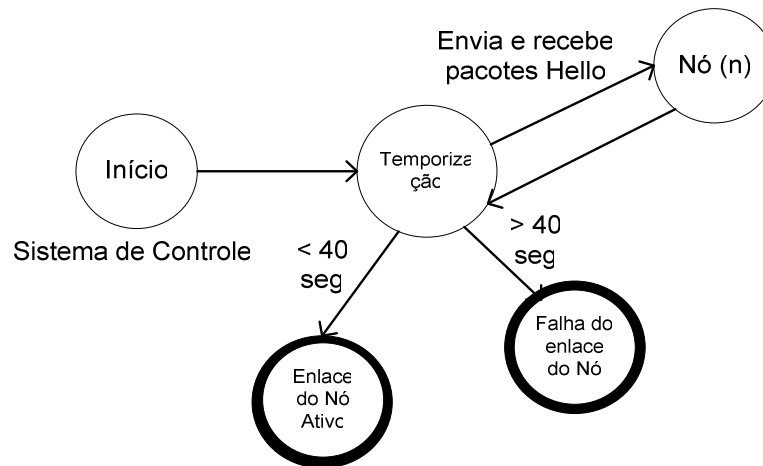 Envia e recebe
pacotes Hello
Nó (n)
Início
Temporiza
ção
Sistema de Controle
< 40
seg
> 40
seg
Enlace
do Nó
Ativo
Falha do
enlace
do Nó